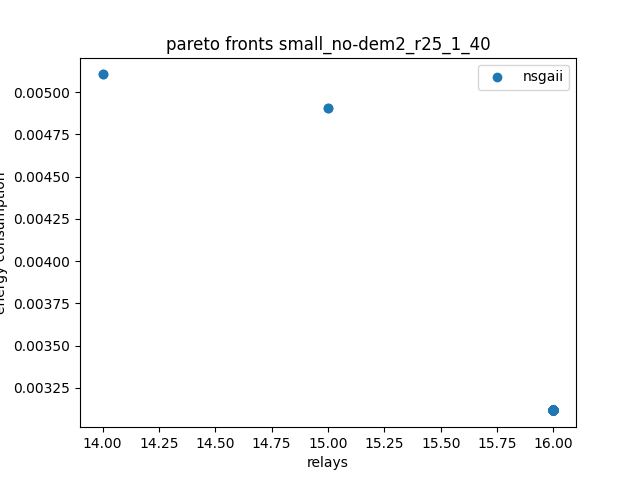 pareto fronts small_no-dem2_r25_1_40
nsgaii
0.00500
0.00475
0.00450
0.00425
0.00400
0.00375
0.00350
0.00325
energy consumption
14.00 14.25 14.50 14.75 15.00 15.25 15.50 15.75 16.00
relays